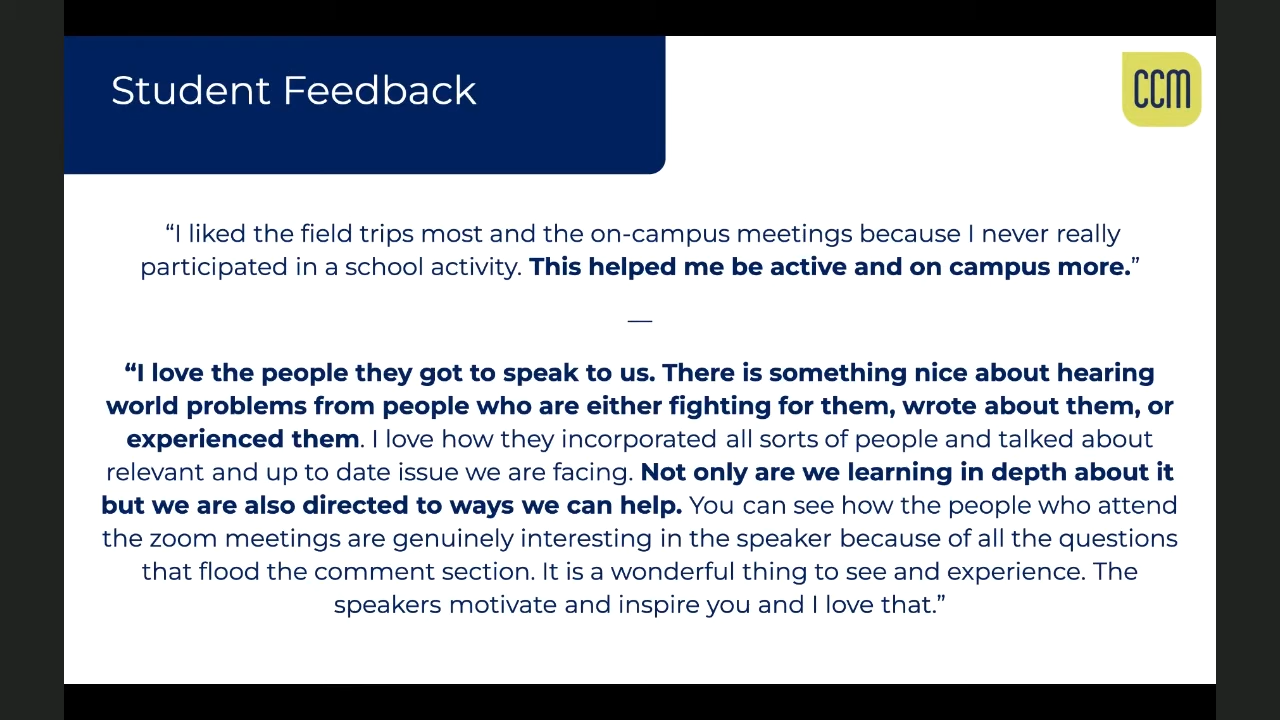 Student Feedback
CCM
“I liked the field trips most and the on-campus meetings because I never really
participated in a school activity. This helped me be active and on campus more.”
—
“I love the people they got to speak to us. There is something nice about hearing
world problems from people who are either fighting for them, wrote about them, or
experienced them. I love how they incorporated all sorts of people and talked about
relevant and up to date issue we are facing. Not only are we learning in depth about it
but we are also directed to ways we can help. You can see how the people who attend
the zoom meetings are genuinely interesting in the speaker because of all the questions
that flood the comment section. It is a wonderful thing to see and experience. The
speakers motivate and inspire you and I love that.”